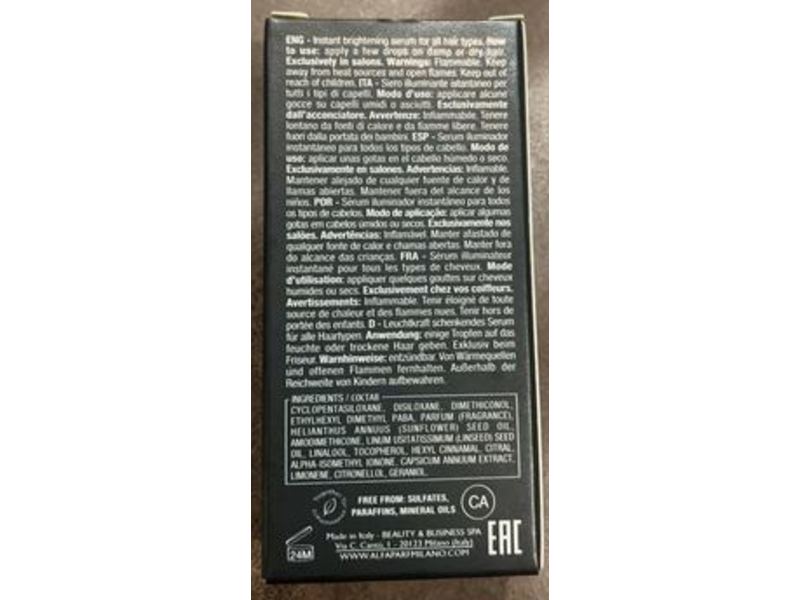 ENG - Instant brightening serum for all hair types. How
to use: apply a few drops on damp or dry hair.
Exclusively in salons. Warnings: Flammable. Keep
away from heat sources and open flames. Keep out of
reach of children. ITA - Siero illuminante istantaneo per
tutti i tipi di capelli. Modo d'uso: applicare alcune
gocce su capelli umidi o asciutti. Esclusivamente
dall'acconciatore. Avvertenze: Infiammabile. Tenere
lontano da fonti di calore e da fiamme libere. Tenere
fuori dalla portata dei bambini. ESP - Serum iluminador
instantáneo para todos los tipos de cabello. Modo de
uso: aplicar unas gotas en el cabello húmedo o seco.
Exclusivamente en salones. Advertencias: Inflamable.
Mantener alejado de cualquier fuente de calor y de
llamas abiertas. Mantener fuera del alcance de los
niños. POR - Sérum iluminador instantâneo para todos
os tipos de cabelos. Modo de aplicação: aplicar algumas
gotas em cabelos úmidos ou secos. Exclusivamente nos
salões. Advertências: Inflamável. Manter afastado de
qualquer fonte de calor e chamas abertas. Manter fora
do alcance das crianças. FRA - Sérum illuminateur
instantané pour tous les types de cheveux. Mode
d'utilisation: appliquer quelques gouttes sur cheveux
humides ou secs. Exclusivement chez vos coiffeurs.
Avertissements: Inflammable. Tenir éloigné de toute
source de chaleur et des flammes nues. Tenir hors de
portée des enfants. D - Leuchtkraft schenkendes Serum
für alle Haartypen. Anwendung: einige Tropfen auf das
feuchte oder trockene Haar geben. Exklusiv beim
Friseur. Warnhinweise: entzündbar. Von Wärmequellen
und offenen Flammen fernhalten. Außerhalb der
Reichweite von Kindern aufbewahren.
INGREDIENTS / СОСТАВ
CYCLOPENTASILOXANE, DISILOXANE, DIMETHICONOL,
ETHYLHEXYL DIMETHYL PABA, PARFUM (FRAGRANCE),
HELIANTHUS ANNUUS (SUNFLOWER) SEED OIL,
AMODIMETHICONE, LINUM USITATISSIMUM (LINSEED) SEED
OIL, LINALOOL, TOCOPHEROL, HEXYL CINNAMAL, CITRAL,
ALPHA-ISOMETHYL IONONE, CAPSICUM ANNUUM EXTRACT,
LIMONENE, CITRONELLOL, GERANIOL.
FREE FROM: SULFATES,
PARAFFINS, MINERAL OILS
CA
Made in Italy - BEAUTY & BUSINESS SPA
Via C. Cantù, 1 - 20123 Milano (Italy)
WWW.ALFAPARFMILANO.COM
24M
EAC